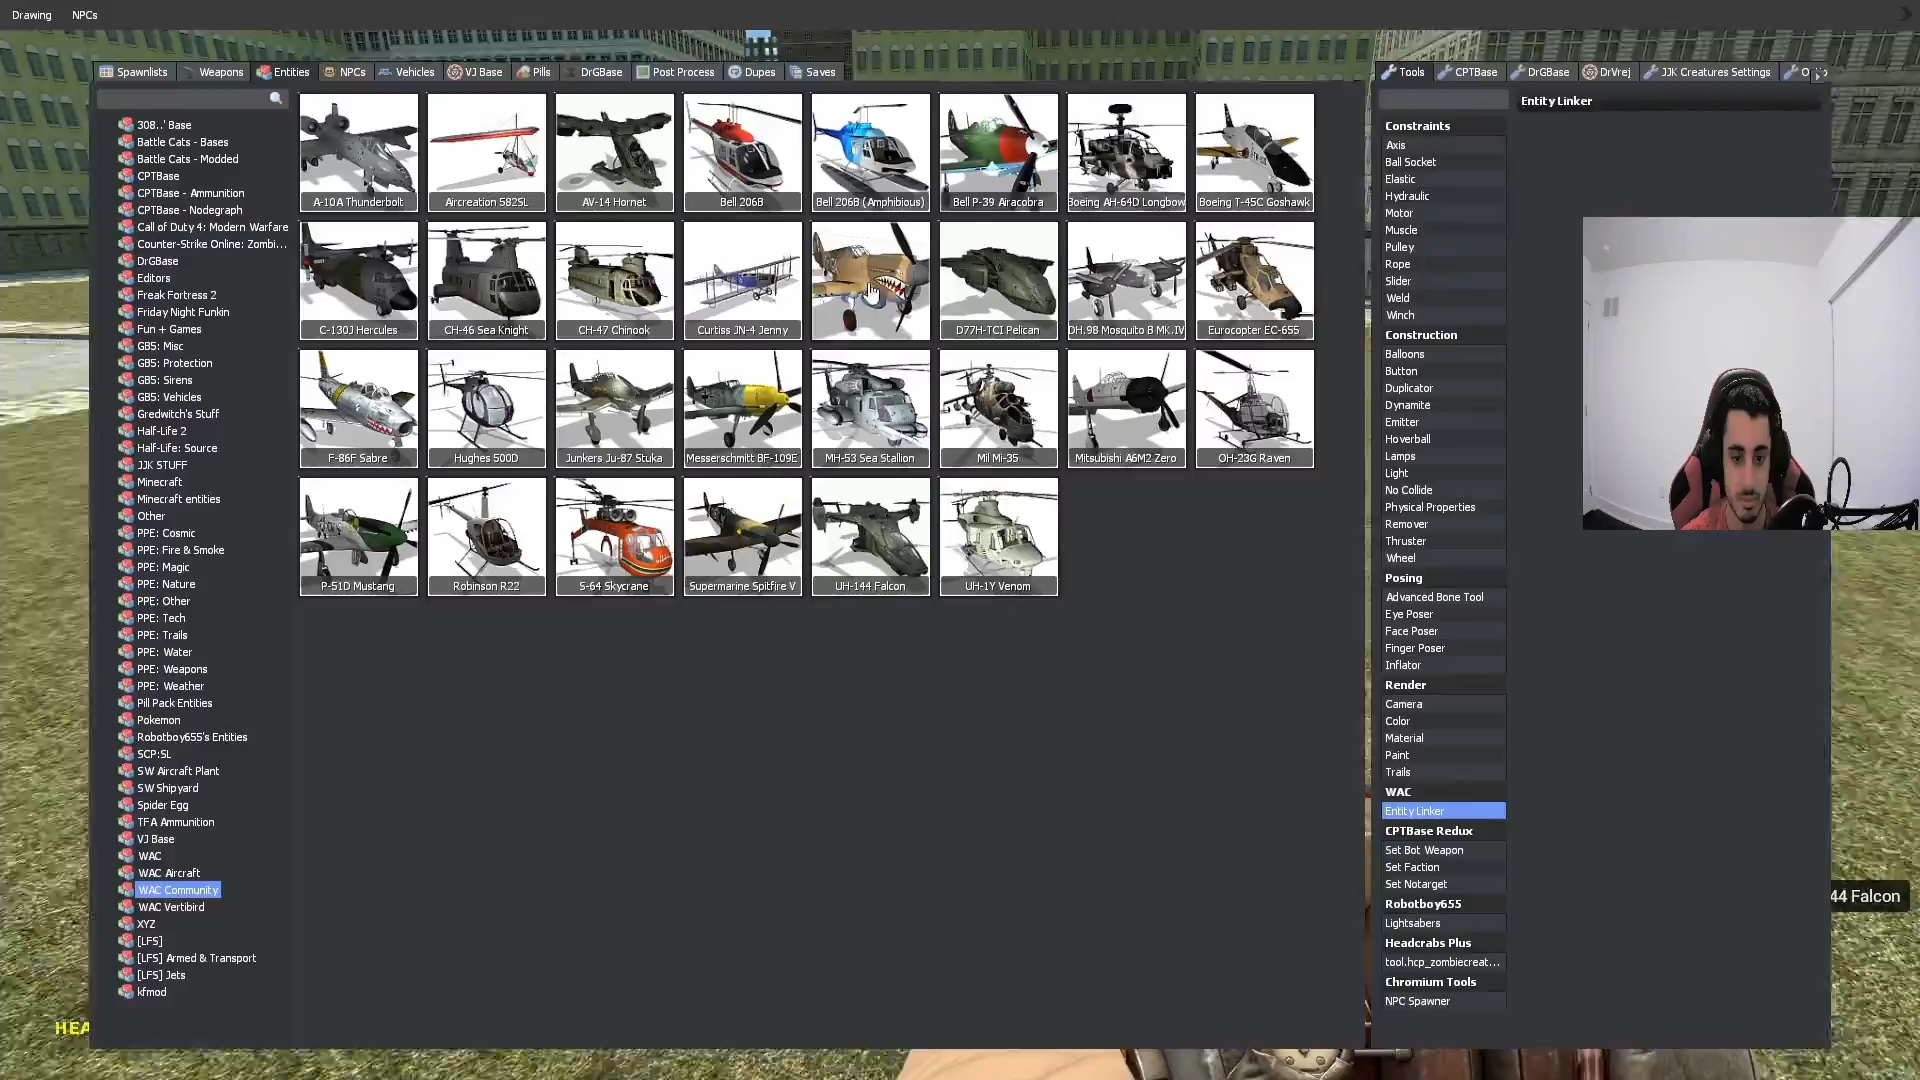 Drawing NPCs
Spawnlists Weapons Entities NPCs Vehicles VJ Base Pills DrGBase Post Process Dupes Saves
308..' Base
Battle Cats - Bases
Battle Cats - Modded
CPTBase
CPTBase - Ammunition
CPTBase - Nodegraph
Call of Duty 4: Modern Warfare
Counter-Strike Online: Zombi...
DrGBase
Editors
Freak Fortress 2
Friday Night Funkin
Fun + Games
GB5: Misc
GB5: Protection
GB5: Sirens
GB5: Vehicles
Gredwitch's Stuff
Half-Life 2
Half-Life: Source
JJK STUFF
Minecraft
Minecraft entities
Other
PPE: Cosmic
PPE: Fire & Smoke
PPE: Magic
PPE: Nature
PPE: Other
PPE: Tech
PPE: Trails
PPE: Water
PPE: Weapons
PPE: Weather
Pill Pack Entities
Pokemon
Robotboy655's Entities
SCP:SL
SW Aircraft Plant
SW Shipyard
Spider Egg
TFA Ammunition
VJ Base
WAC
WAC Aircraft
WAC Community
WAC Vertibird
XYZ
[LFS]
[LFS] Armed & Transport
[LFS] Jets
kfmod
A-10A Thunderbolt Aircreation 582SL AV-14 Hornet Bell 206B Bell 206B (Amphibious) Bell P-39 Airacobra Boeing AH-64D Longbow Boeing T-45C Goshawk
C-130J Hercules CH-46 Sea Knight CH-47 Chinook Curtiss JN-4 Jenny D77H-TCI Pelican DH.98 Mosquito B MK.IV Eurocopter EC-655
F-86F Sabre Hughes 500D Junkers Ju-87 Stuka Messerschmitt BF-109E MH-53 Sea Stallion Mil Mi-35 Mitsubishi A6M2 Zero OH-23G Raven
P-51D Mustang Robinson R22 S-64 Skycrane Supermarine Spitfire V UH-144 Falcon UH-1Y Venom
Tools CPTBase DrGBase DrVrej JJK Creatures Settings
Entity Linker
Constraints
Axis
Ball Socket
Elastic
Hydraulic
Motor
Muscle
Pulley
Rope
Slider
Weld
Winch
Construction
Balloons
Button
Duplicator
Dynamite
Emitter
Hoverball
Lamps
Light
No Collide
Physical Properties
Remover
Thruster
Wheel
Posing
Advanced Bone Tool
Eye Poser
Face Poser
Finger Poser
Inflator
Render
Camera
Color
Material
Paint
Trails
WAC
Entity Linker
CPTBase Redux
Set Bot Weapon
Set Faction
Set Notarget
Robotboy655
Lightsabers
Headcrabs Plus
tool.hcp_zombiecreat...
Chromium Tools
NPC Spawner
44 Falcon
HEA